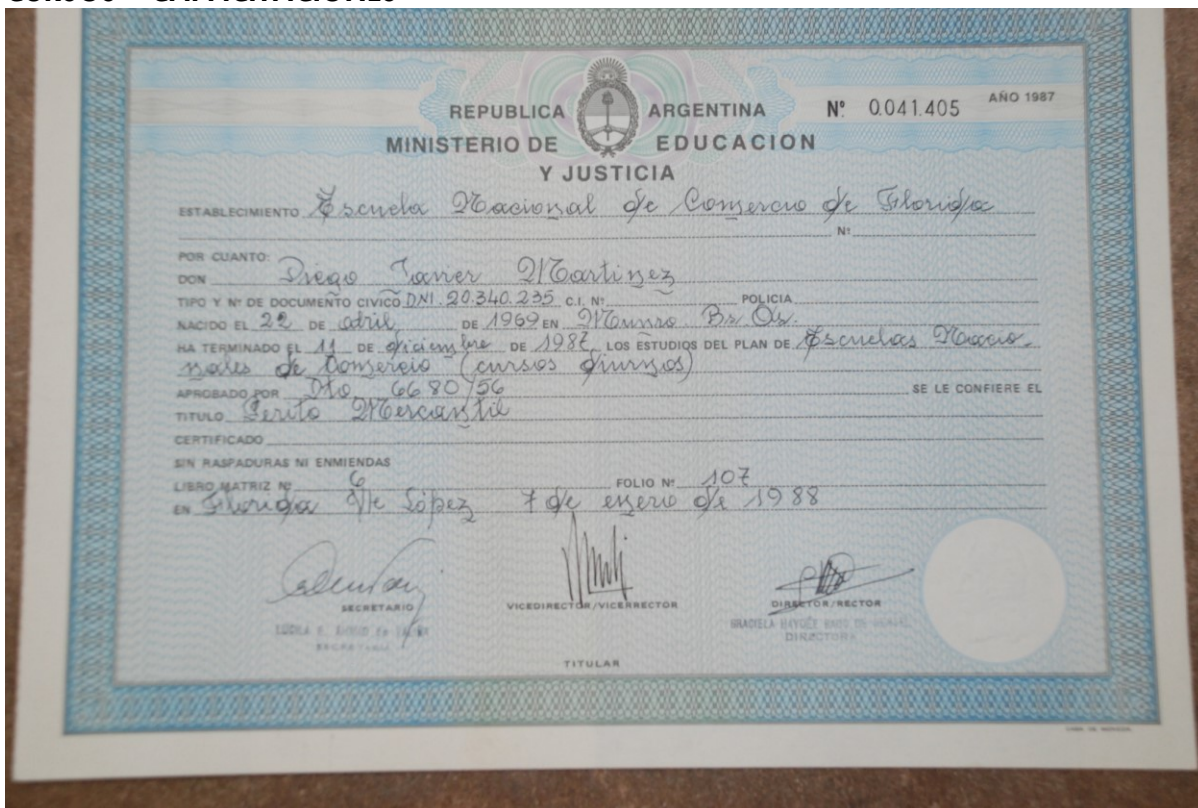 REPUBLICA ARGENTINA Nº 0.041.405 AÑO 1987
MINISTERIO DE EDUCACION
Y JUSTICIA
ESTABLECIMIENTO Escuela Nacional de Comercio de Florida
Nº
POR CUANTO:
DON Diego Javier Martinez
TIPO Y Nº DE DOCUMENTO CIVICO DNI. 20.340.235 C.I. Nº POLICIA
NACIDO EL 22 DE abril DE 1969 EN Munro Bs As.
HA TERMINADO EL 11 DE diciembre DE 1987 LOS ESTUDIOS DEL PLAN DE Escuelas Nacio-
nales de Comercio (cursos diurnos)
APROBADO POR Dto 6680/56 SE LE CONFIERE EL
TITULO Perito Mercantil
CERTIFICADO
SIN RASPADURAS NI ENMIENDAS
LIBRO MATRIZ Nº 6 FOLIO Nº 107
EN Florida Vte López 7 de enero de 1988
SECRETARIO VICEDIRECTOR/VICERRECTOR DIRECTOR/RECTOR
GRACIELA HAYDÉE
DIRECTORA
SECRETARIA
TITULAR